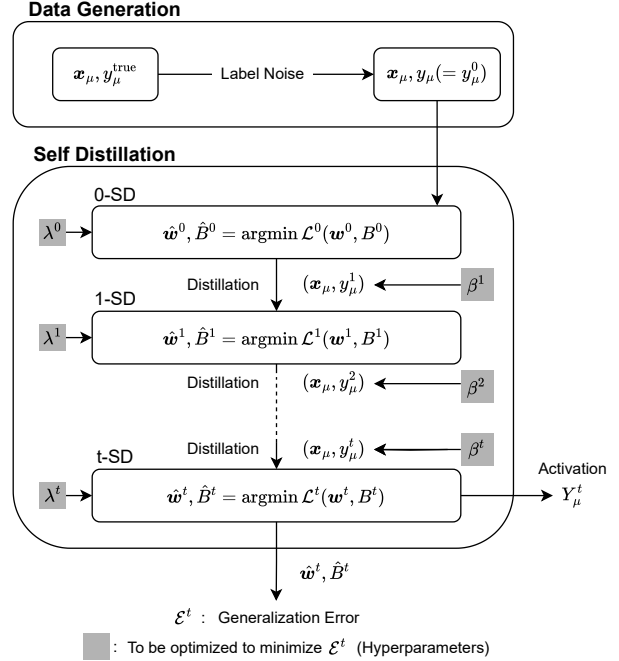 Data Generation
𝒙_μ, y_μ^true
Label Noise
𝒙_μ, y_μ(= y_μ^0)
Self Distillation
0-SD
λ^0
ŵ^0, B̂^0 = argmin ℒ^0(𝒘^0, B^0)
Distillation
(𝒙_μ, y_μ^1)
β^1
1-SD
λ^1
ŵ^1, B̂^1 = argmin ℒ^1(𝒘^1, B^1)
Distillation
(𝒙_μ, y_μ^2)
β^2
Distillation
(𝒙_μ, y_μ^t)
β^t
t-SD
λ^t
ŵ^t, B̂^t = argmin ℒ^t(𝒘^t, B^t)
Activation
Y_μ^t
ŵ^t, B̂^t
ℰ^t : Generalization Error
: To be optimized to minimize ℰ^t (Hyperparameters)